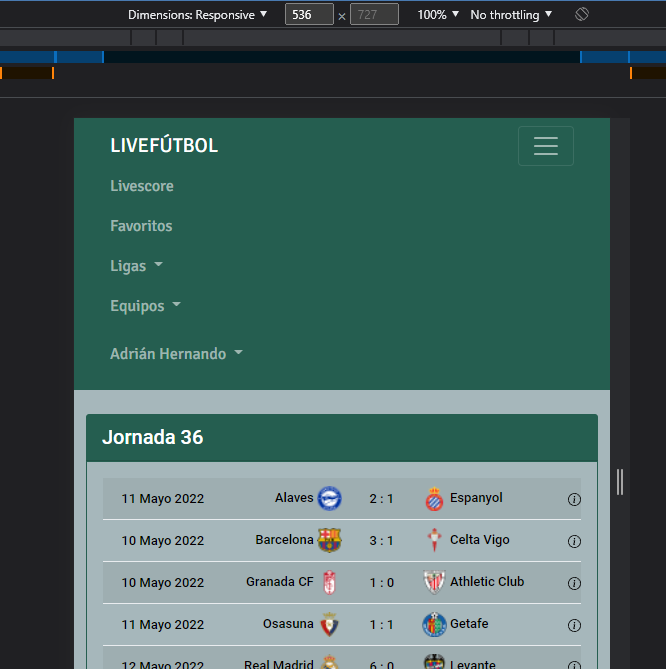 Dimensions: Responsive ▼ 536 × 727 100% ▼ No throttling ▼
LIVEFÚTBOL
Livescore
Favoritos
Ligas
Equipos
Adrián Hernando
Jornada 36
11 Mayo 2022 Alaves 2 : 1 Espanyol
10 Mayo 2022 Barcelona 3 : 1 Celta Vigo
10 Mayo 2022 Granada CF 1 : 0 Athletic Club
11 Mayo 2022 Osasuna 1 : 1 Getafe
12 Mayo 2022 Real Madrid 6 : 0 Levante